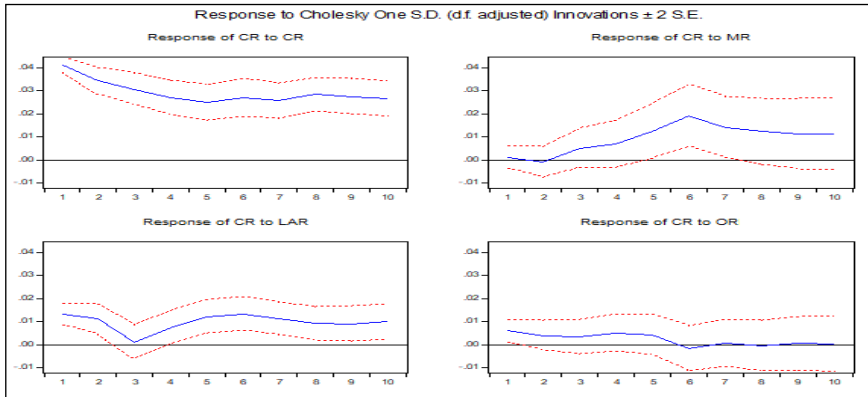 Response to Cholesky One S.D. (d.f. adjusted) Innovations ± 2 S.E.
Response of CR to CR
.04
.03
.02
.01
.00
-.01
1 2 3 4 5 6 7 8 9 10
Response of CR to MR
.04
.03
.02
.01
.00
-.01
1 2 3 4 5 6 7 8 9 10
Response of CR to LAR
.04
.03
.02
.01
.00
-.01
1 2 3 4 5 6 7 8 9 10
Response of CR to OR
.04
.03
.02
.01
.00
-.01
1 2 3 4 5 6 7 8 9 10